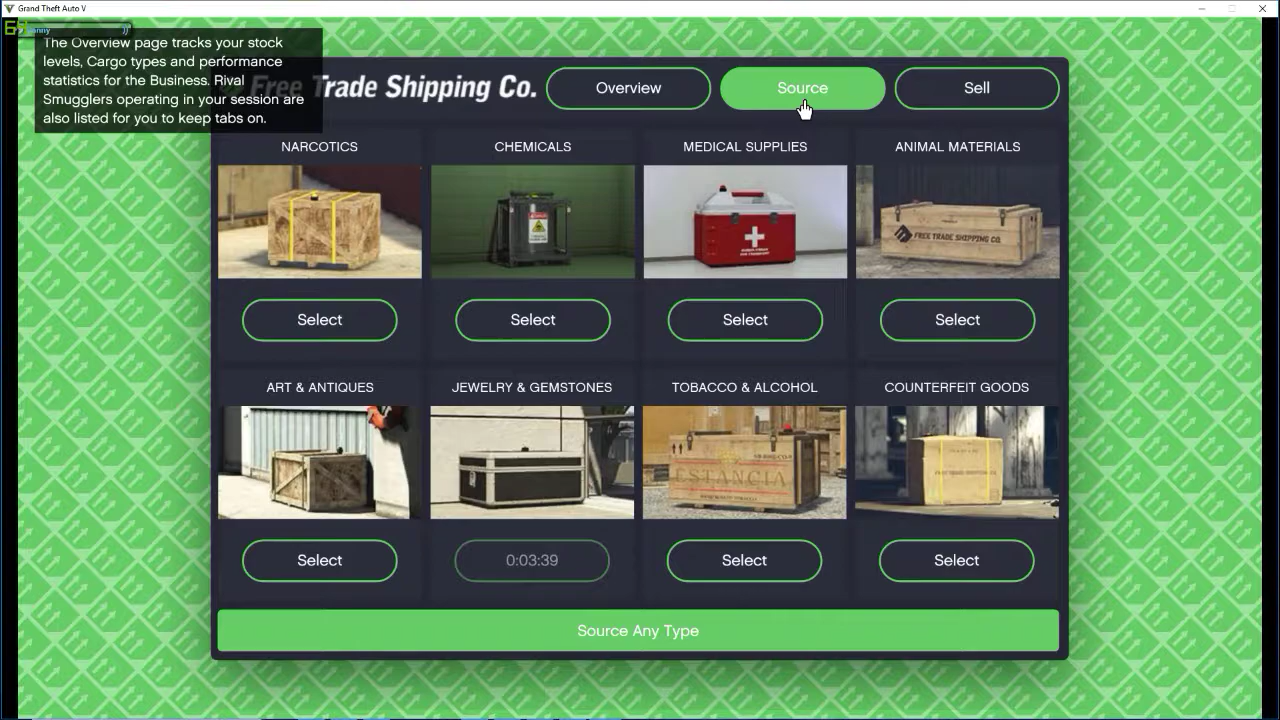 Grand Theft Auto V
The Overview page tracks your stock
levels, Cargo types and performance
statistics for the Business. Rival
Smugglers operating in your session are
also listed for you to keep tabs on.
Free Trade Shipping Co.
Overview
Source
Sell
NARCOTICS
CHEMICALS
MEDICAL SUPPLIES
ANIMAL MATERIALS
FREE TRADE SHIPPING CO.
Select
Select
Select
Select
ART & ANTIQUES
JEWELRY & GEMSTONES
TOBACCO & ALCOHOL
COUNTERFEIT GOODS
ESTANCIA
Select
0:03:39
Select
Select
Source Any Type